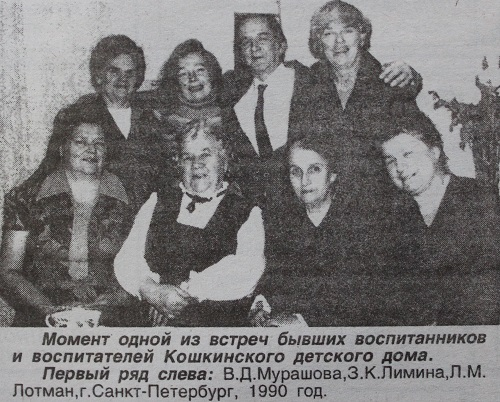 Момент одной из встреч бывших воспитанников
и воспитателей Кошкинского детского дома.
Первый ряд слева: В.Д.Мурашова,З.К.Лимина,Л.М.
Лотман,г.Санкт-Петербург, 1990 год.